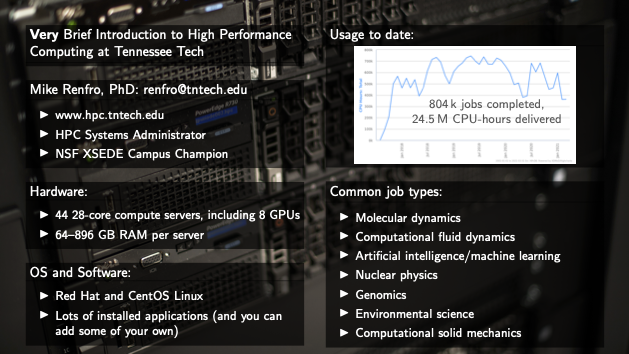 Very Brief Introduction to High Performance
Computing at Tennessee Tech
Mike Renfro, PhD: renfro@tntech.edu
▶ www.hpc.tntech.edu
▶ HPC Systems Administrator
▶ NSF XSEDE Campus Champion
Hardware:
▶ 44 28-core compute servers, including 8 GPUs
▶ 64–896 GB RAM per server
OS and Software:
▶ Red Hat and CentOS Linux
▶ Lots of installed applications (and you can
add some of your own)
Usage to date:
804 k jobs completed,
24.5 M CPU-hours delivered
Common job types:
▶ Molecular dynamics
▶ Computational fluid dynamics
▶ Artificial intelligence/machine learning
▶ Nuclear physics
▶ Genomics
▶ Environmental science
▶ Computational solid mechanics